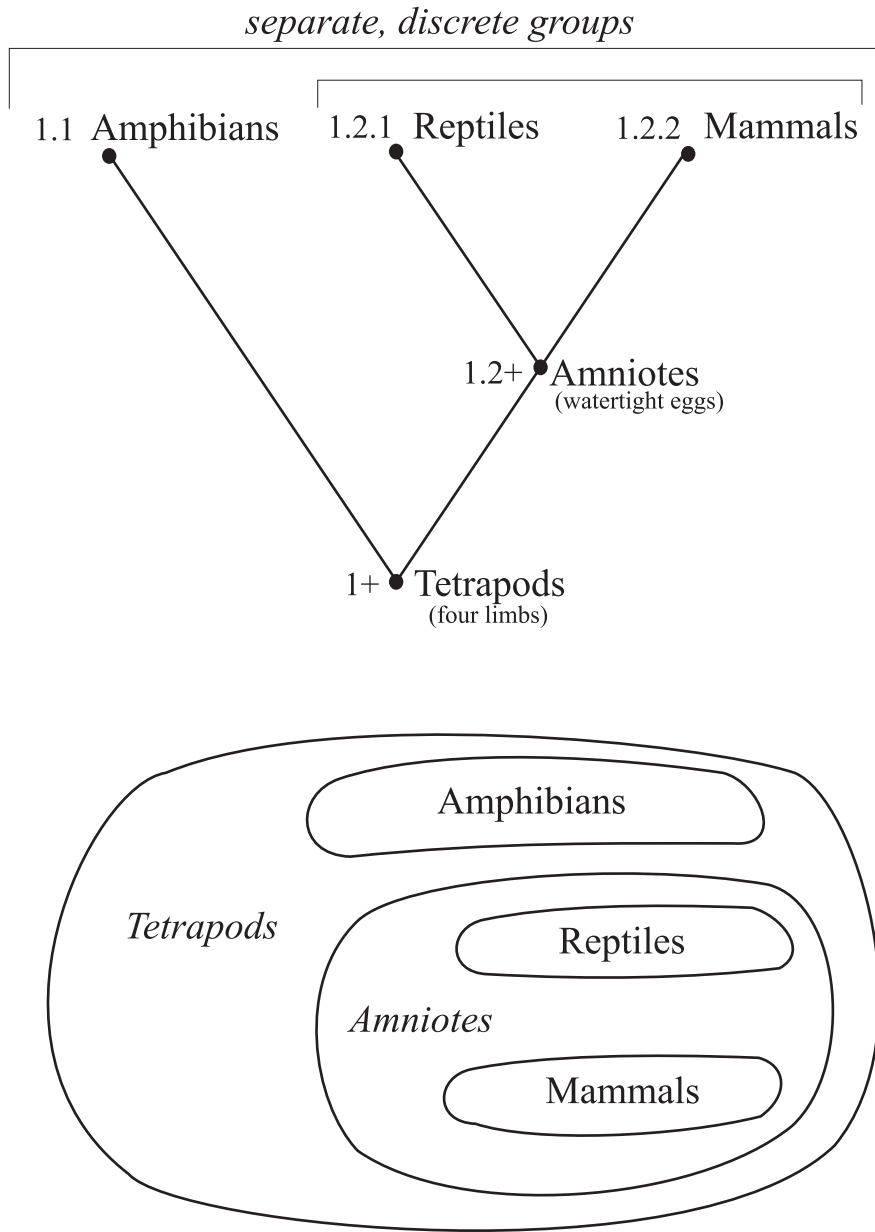 separate, discrete groups
1.1 Amphibians
1.2.1 Reptiles
1.2.2 Mammals
1.2+ Amniotes
(watertight eggs)
1+ Tetrapods
(four limbs)
Amphibians
Tetrapods
Reptiles
Amniotes
Mammals